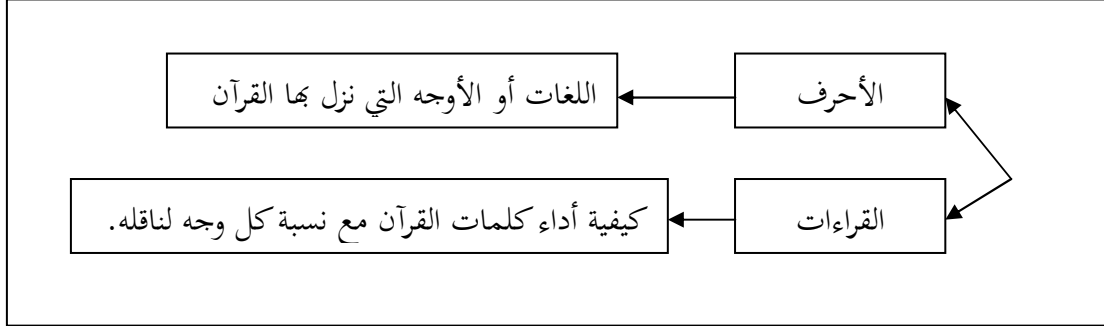 الأحرف
اللغات أو الأوجه التي نزل بها القرآن
القراءات
كيفية أداء كلمات القرآن مع نسبة كل وجه لناقله.